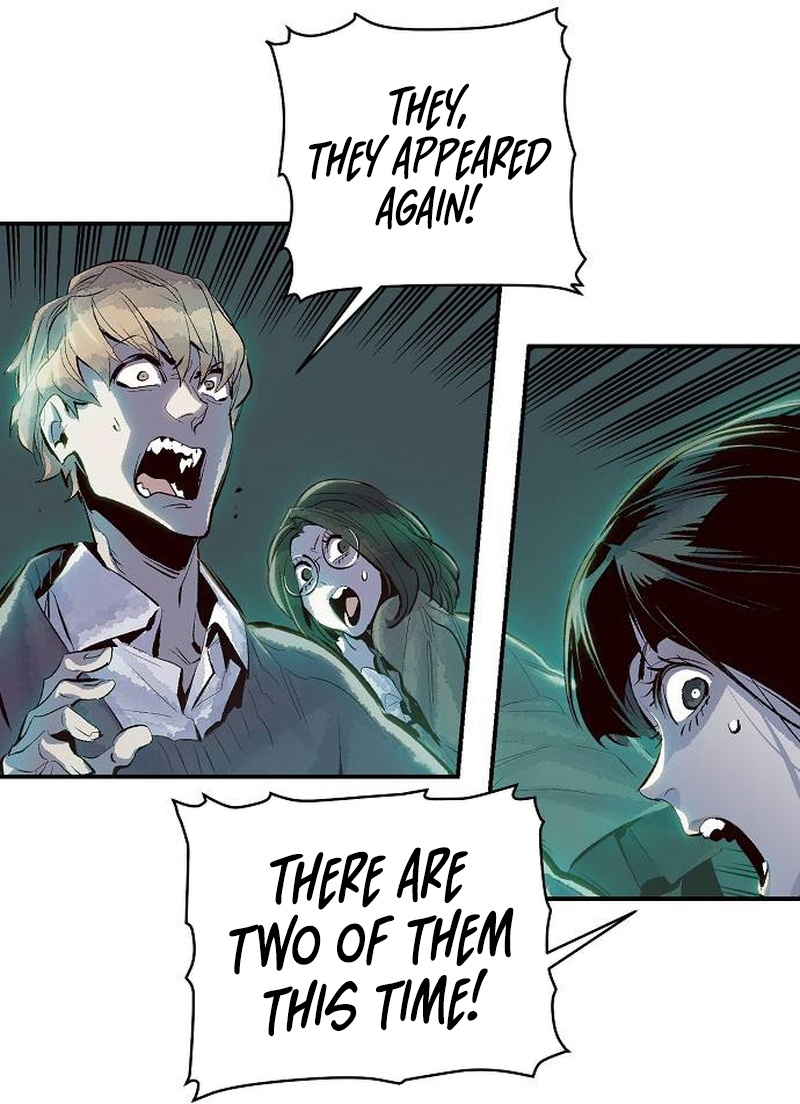 THEY,
THEY APPEARED
AGAIN!
THERE ARE
TWO OF THEM
THIS TIME!